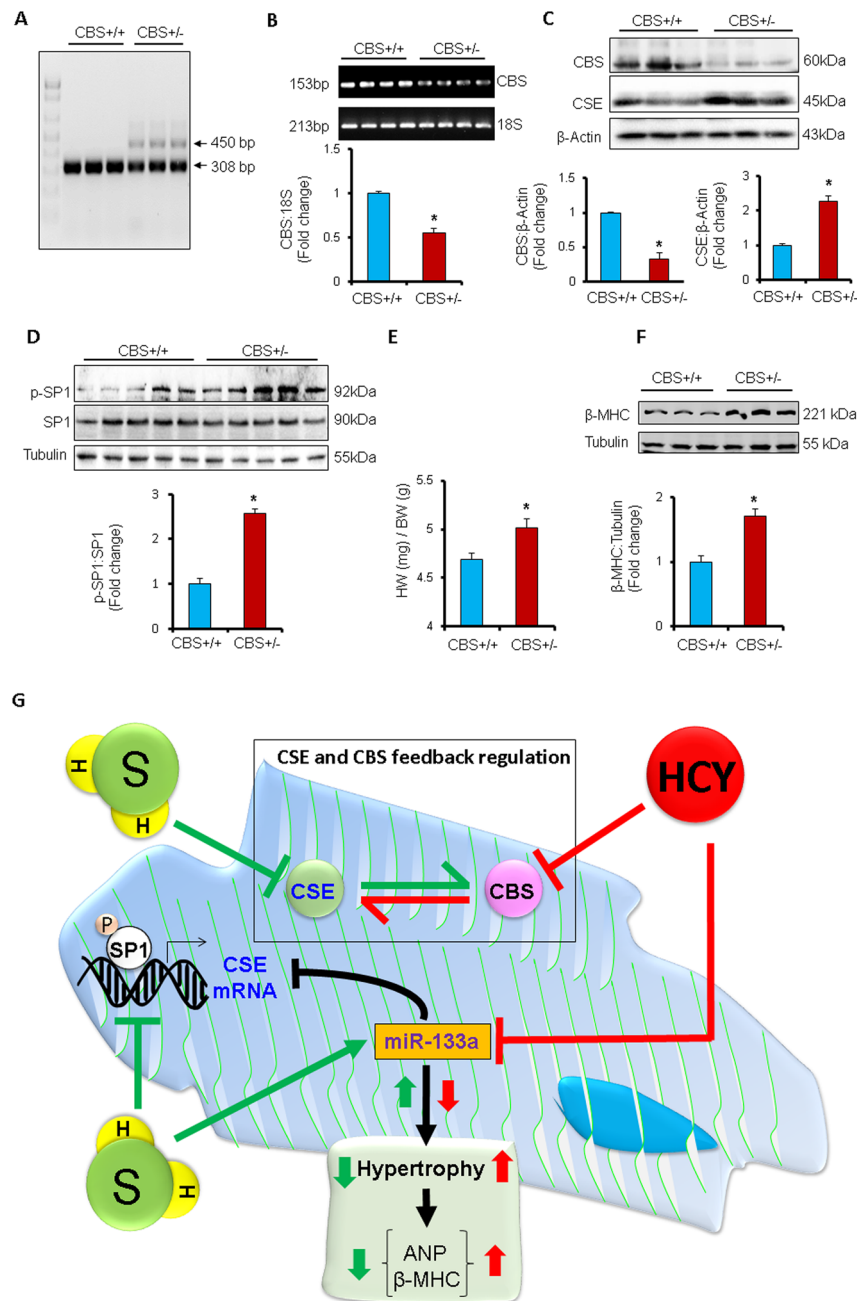 A
CBS+/+ CBS+/-
450 bp
308 bp
B
CBS+/+ CBS+/-
153bp CBS
213bp 18S
CBS:18S
(Fold change)
1.5
1
0.5
0
*
CBS+/+ CBS+/-
C
CBS+/+ CBS+/-
CBS 60kDa
CSE 45kDa
β-Actin 43kDa
CBS:β-Actin
(Fold change)
1.5
1
0.5
0
*
CBS+/+ CBS+/-
CSE:β-Actin
(Fold change)
3
2
1
0
*
CBS+/+ CBS+/-
D
CBS+/+ CBS+/-
p-SP1 92kDa
SP1 90kDa
Tubulin 55kDa
p-SP1:SP1
(Fold change)
3
2
1
0
*
CBS+/+ CBS+/-
E
HW (mg) / BW (g)
5.5
5
4.5
4
*
CBS+/+ CBS+/-
F
CBS+/+ CBS+/-
β-MHC 221 kDa
Tubulin 55 kDa
β-MHC:Tubulin
(Fold change)
2
1
0
*
CBS+/+ CBS+/-
G
H
S
H
CSE and CBS feedback regulation
HCY
CSE
CBS
P
SP1
CSE
mRNA
miR-133a
H
S
H
Hypertrophy
ANP
β-MHC